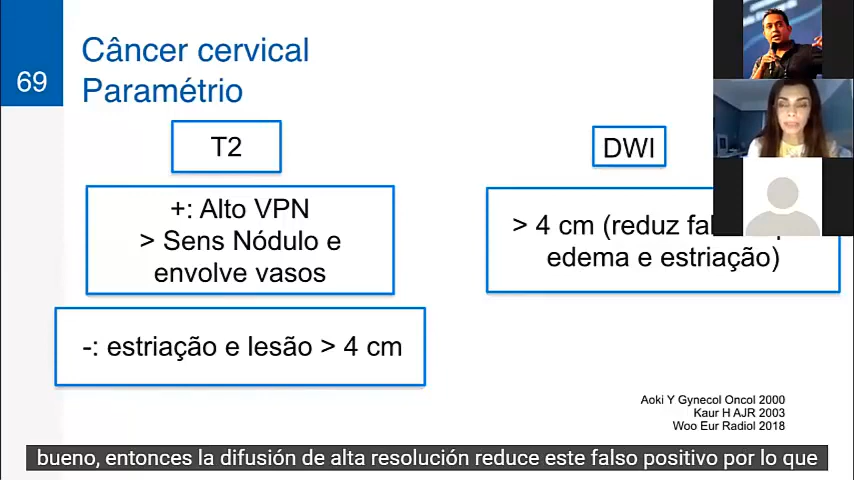 69
Câncer cervical
Paramétrio
T2
DWI
+: Alto VPN
> Sens Nódulo e
envolve vasos
> 4 cm (reduz
edema e estriação)
-: estriação e lesão > 4 cm
Aoki Y Gynecol Oncol 2000
Kaur H AJR 2003
Woo Eur Radiol 2018
bueno, entonces la difusión de alta resolución reduce este falso positivo por lo que